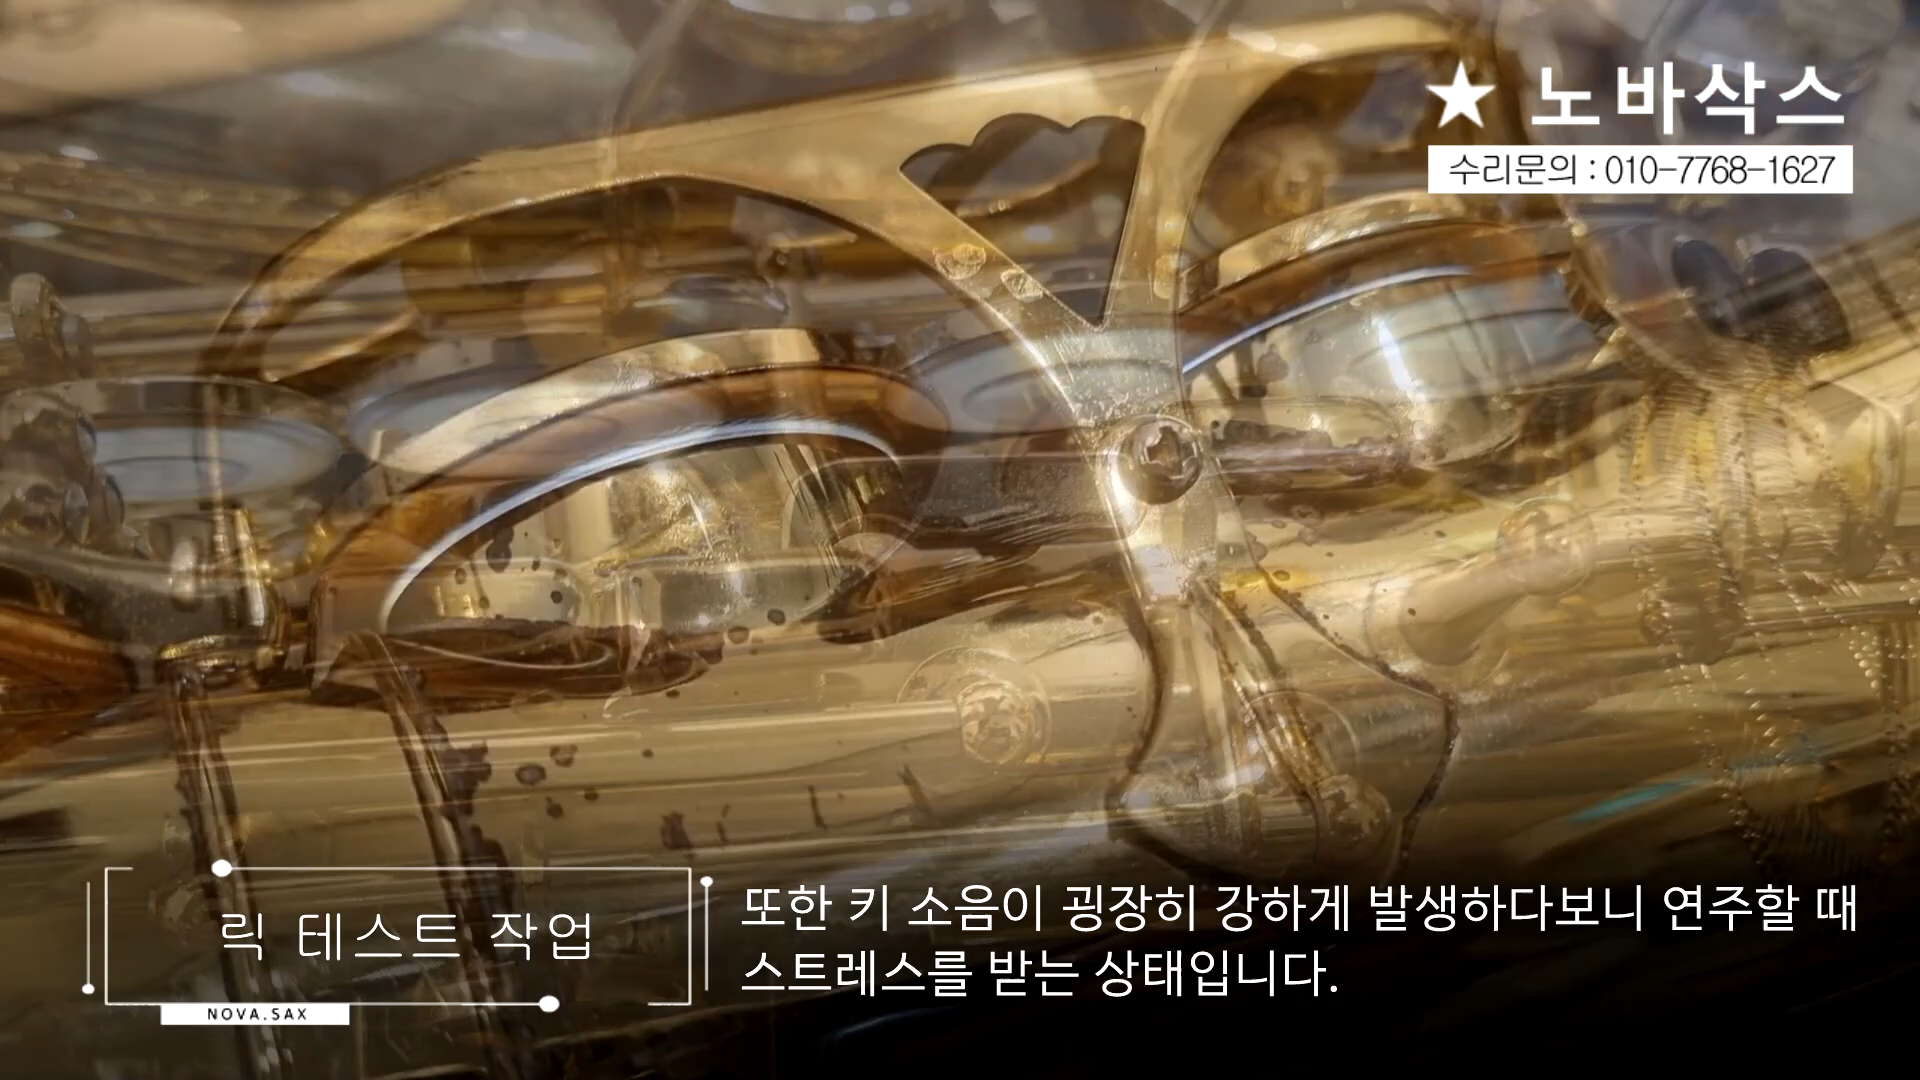 ★ 노바삭스
수리문의 : 010-7768-1627
릭 테스트 작업
NOVA.SAX
또한 키 소음이 굉장히 강하게 발생하다보니 연주할 때
스트레스를 받는 상태입니다.